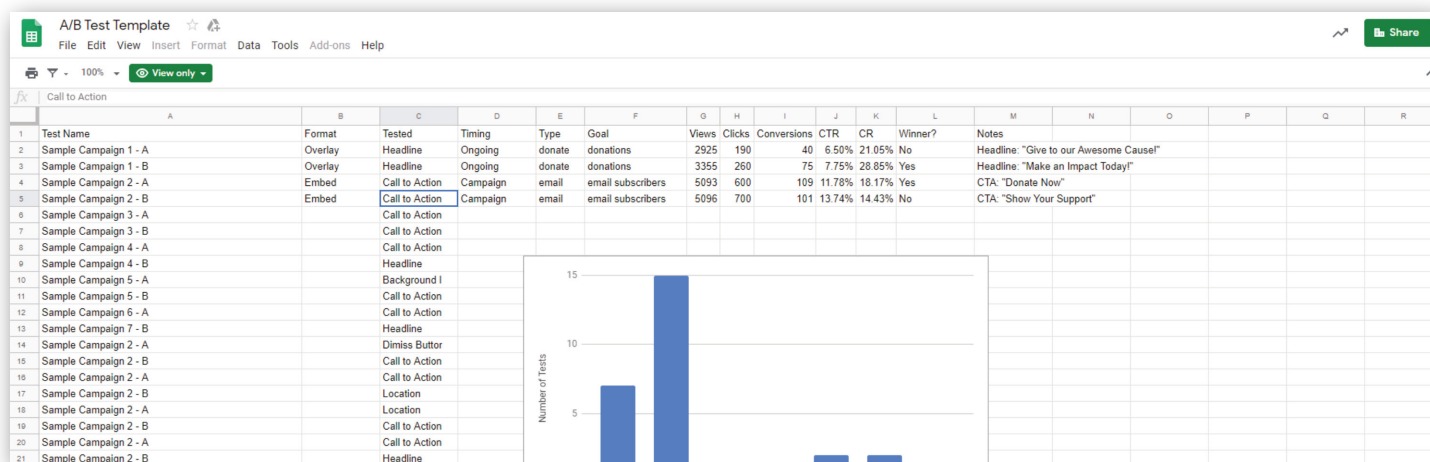 A/B Test Template
File Edit View Insert Format Data Tools Add-ons Help
Share
100% View only
fx Call to Action
A B C D E F G H I J K L M N O P Q R
1 Test Name Format Tested Timing Type Goal Views Clicks Conversions CTR CR Winner? Notes
2 Sample Campaign 1 - A Overlay Headline Ongoing donate donations 2925 190 40 6.50% 21.05% No Headline: "Give to our Awesome Cause!"
3 Sample Campaign 1 - B Overlay Headline Ongoing donate donations 3355 260 75 7.75% 28.85% Yes Headline: "Make an Impact Today!"
4 Sample Campaign 2 - A Embed Call to Action Campaign email email subscribers 5093 600 109 11.78% 18.17% Yes CTA: "Donate Now"
5 Sample Campaign 2 - B Embed Call to Action Campaign email email subscribers 5096 700 101 13.74% 14.43% No CTA: "Show Your Support"
6 Sample Campaign 3 - A Call to Action
7 Sample Campaign 3 - B Call to Action
8 Sample Campaign 4 - A Call to Action
9 Sample Campaign 4 - B Headline
10 Sample Campaign 5 - A Background I
11 Sample Campaign 5 - B Call to Action
12 Sample Campaign 6 - A Call to Action
13 Sample Campaign 7 - B Headline
14 Sample Campaign 2 - A Dimiss Buttor
15 Sample Campaign 2 - B Call to Action
16 Sample Campaign 2 - A Call to Action
17 Sample Campaign 2 - B Location
18 Sample Campaign 2 - A Location
19 Sample Campaign 2 - B Call to Action
20 Sample Campaign 2 - A Call to Action
21 Sample Campaign 2 - B Headline
15
10
5
Number of Tests